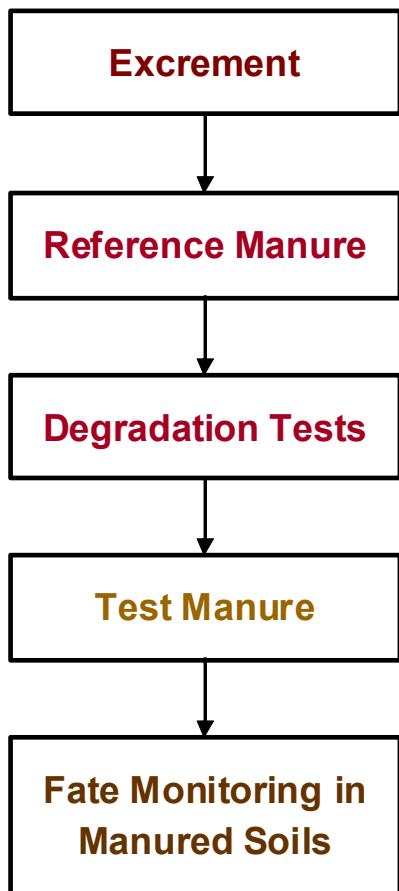 Excrement
Reference Manure
Degradation Tests
Test Manure
Fate Monitoring in
Manured Soils